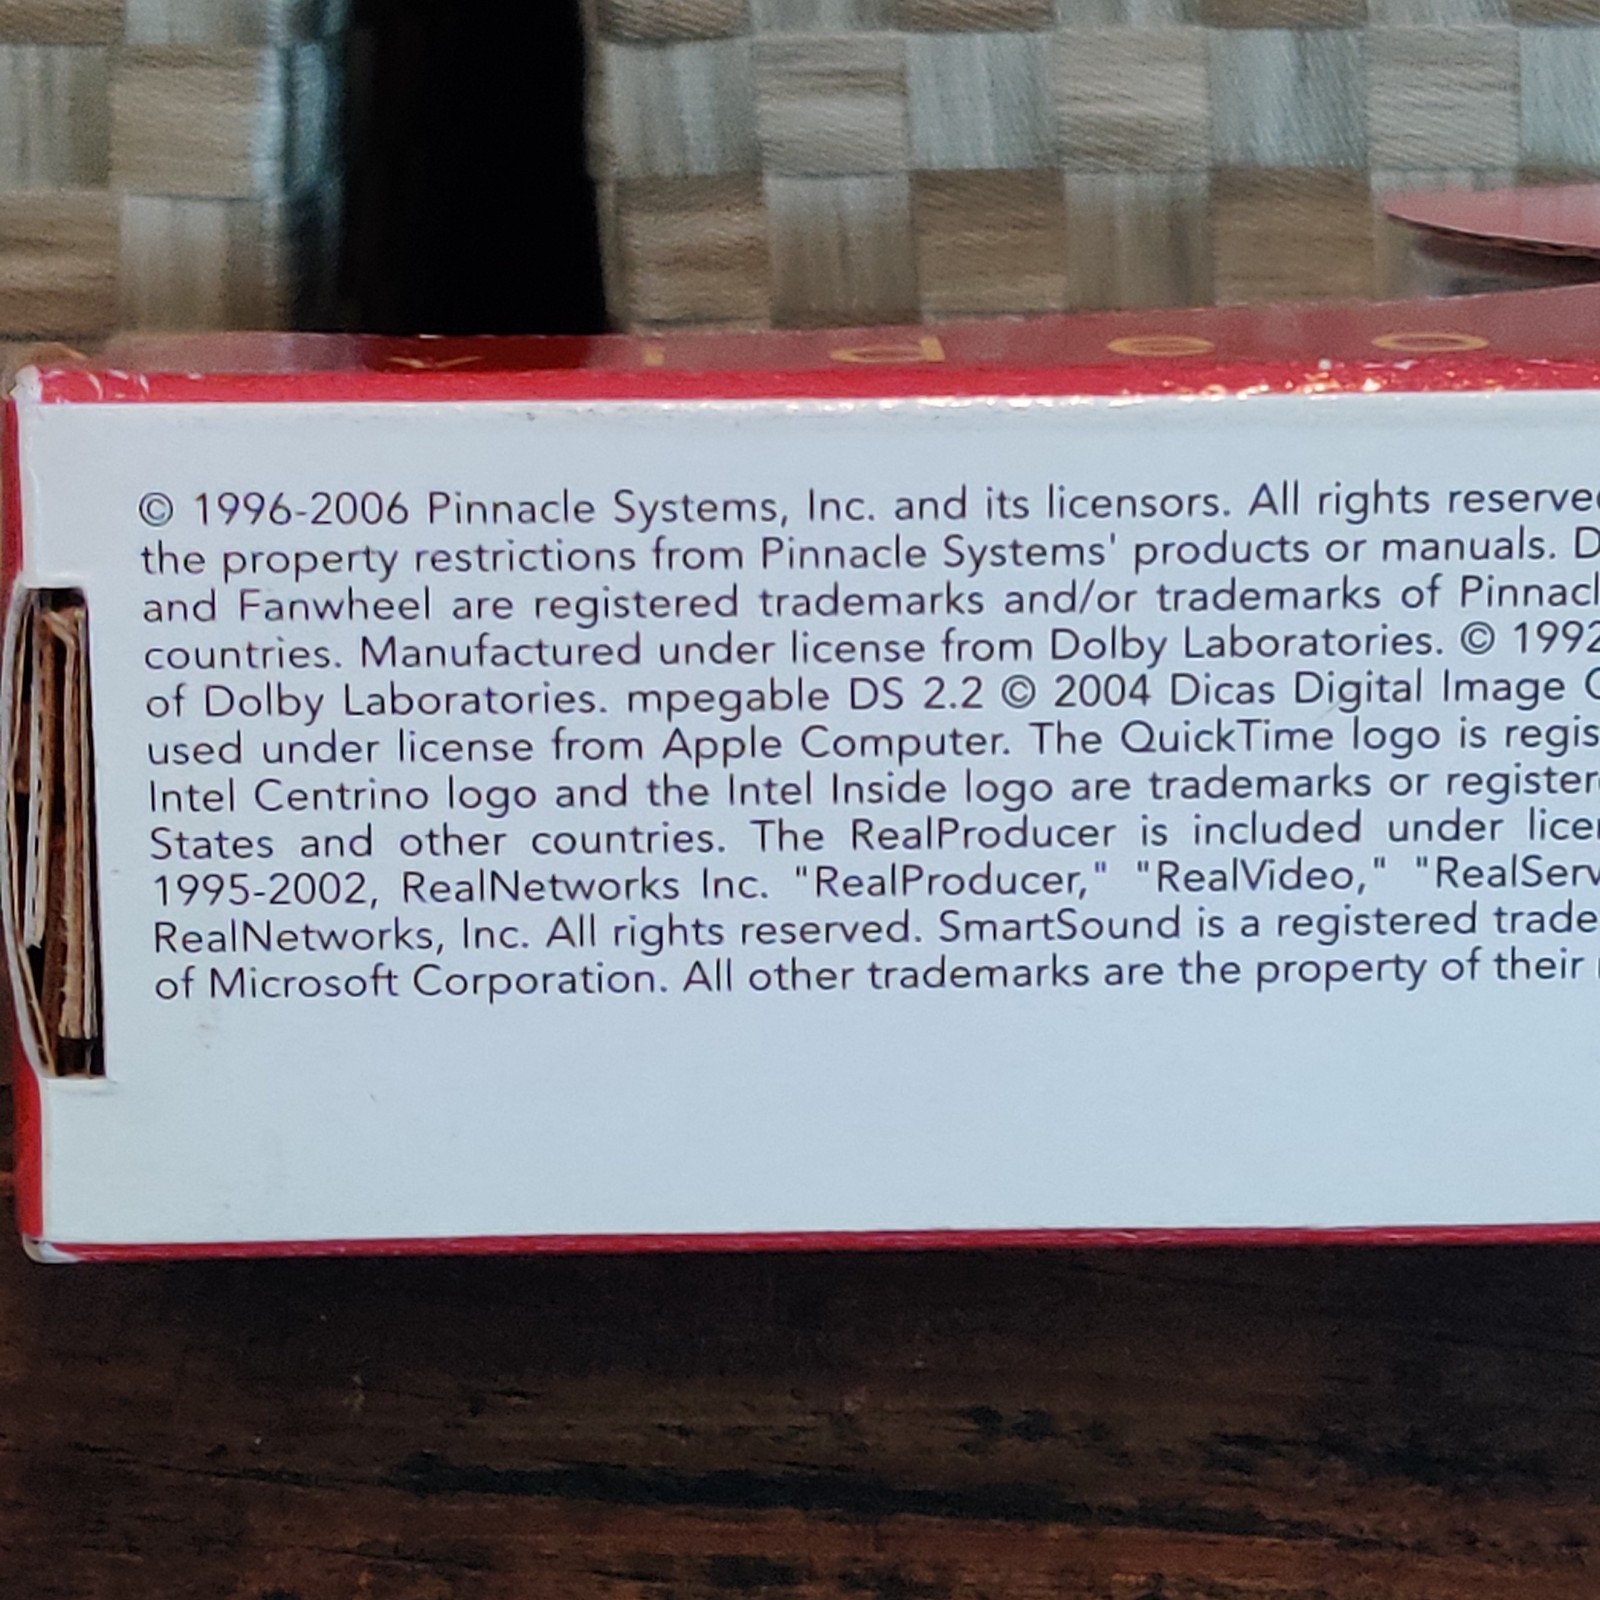 video
© 1996-2006 Pinnacle Systems, Inc. and its licensors. All rights
the property restrictions from Pinnacle Systems' products or manuals.
and Fanwheel are registered trademarks and/or trademarks of
countries. Manufactured under license from Dolby Laboratories. © 1992
of Dolby Laboratories. mpegable DS 2.2 © 2004 Dicas Digital Image
used under license from Apple Computer. The QuickTime logo is
Intel Centrino logo and the Intel Inside logo are trademarks or
States and other countries. The RealProducer is included under
1995-2002, RealNetworks Inc. "RealProducer," "RealVideo,"
RealNetworks, Inc. All rights reserved. SmartSound is a registered
of Microsoft Corporation. All other trademarks are the property of their